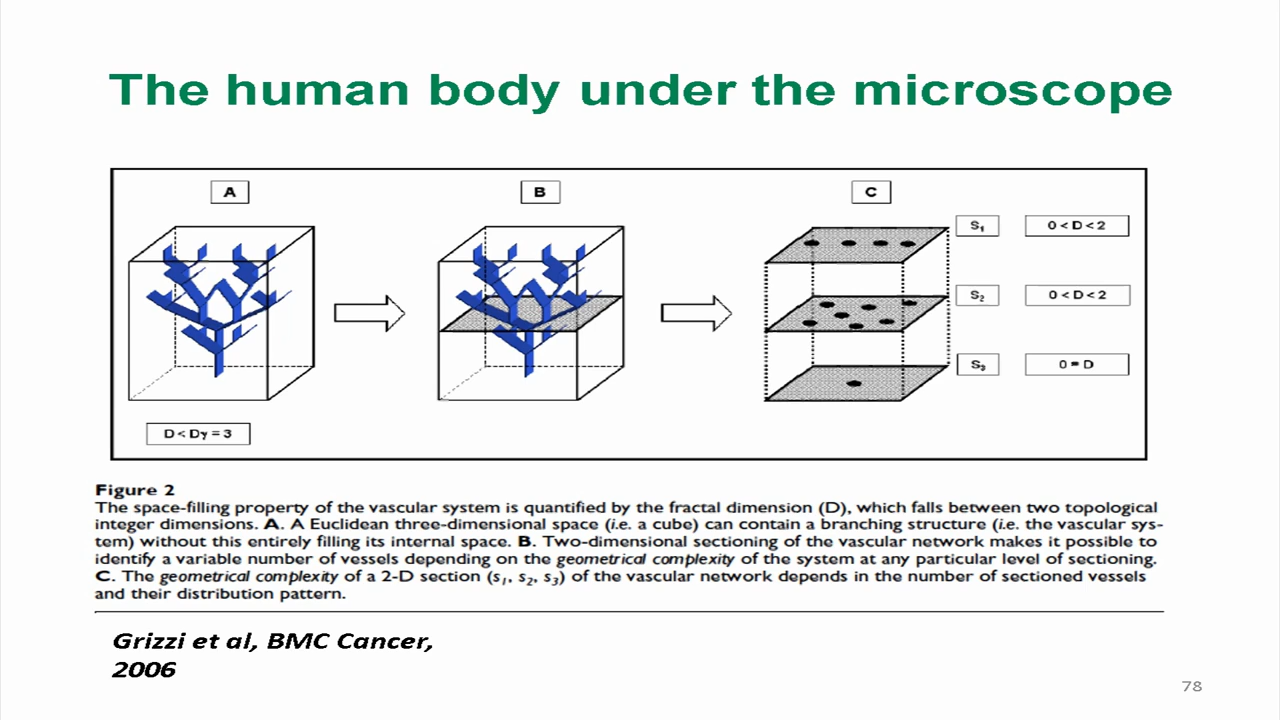 The human body under the microscope
A
B
C
S₁
0 < D < 2
S₂
0 < D < 2
S₃
0 = D
D < Dγ = 3
Figure 2
The space-filling property of the vascular system is quantified by the fractal dimension (D), which falls between two topological
integer dimensions. A. A Euclidean three-dimensional space (i.e. a cube) can contain a branching structure (i.e. the vascular sys-
tem) without this entirely filling its internal space. B. Two-dimensional sectioning of the vascular network makes it possible to
identify a variable number of vessels depending on the geometrical complexity of the system at any particular level of sectioning.
C. The geometrical complexity of a 2-D section (s₁, s₂, s₃) of the vascular network depends in the number of sectioned vessels
and their distribution pattern.
Grizzi et al, BMC Cancer,
2006
78